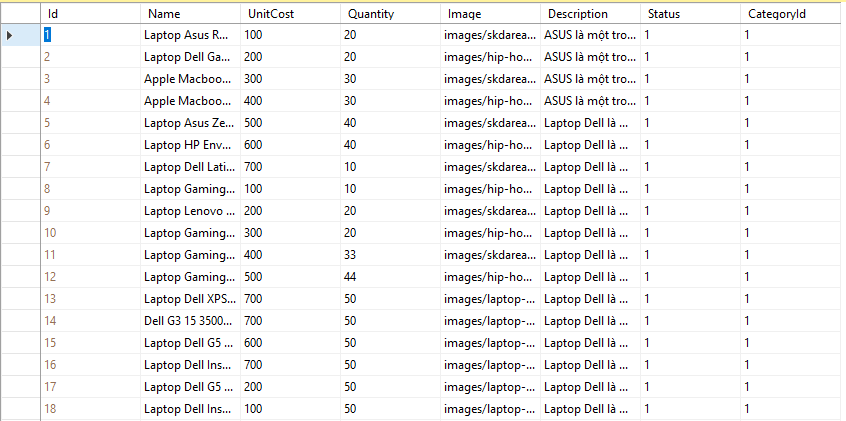 Id Name UnitCost Quantity Image Description Status CategoryId
1 Laptop Asus R... 100 20 images/skdarea... ASUS là một tro... 1 1
2 Laptop Dell Ga... 200 20 images/hip-ho... ASUS là một tro... 1 1
3 Apple Macboo... 300 30 images/skdarea... ASUS là một tro... 1 1
4 Apple Macboo... 400 30 images/hip-ho... ASUS là một tro... 1 1
5 Laptop Asus Ze... 500 40 images/skdarea... Laptop Dell là ... 1 1
6 Laptop HP Env... 600 40 images/hip-ho... Laptop Dell là ... 1 1
7 Laptop Dell Lati... 700 10 images/skdarea... Laptop Dell là ... 1 1
8 Laptop Gaming... 100 10 images/hip-ho... Laptop Dell là ... 1 1
9 Laptop Lenovo ... 200 20 images/skdarea... Laptop Dell là ... 1 1
10 Laptop Gaming... 300 20 images/hip-ho... Laptop Dell là ... 1 1
11 Laptop Gaming... 400 33 images/skdarea... Laptop Dell là ... 1 1
12 Laptop Gaming... 500 44 images/hip-ho... Laptop Dell là ... 1 1
13 Laptop Dell XPS... 700 50 images/laptop-... Laptop Dell là ... 1 1
14 Dell G3 15 3500... 700 50 images/laptop-... Laptop Dell là ... 1 1
15 Laptop Dell G5 ... 600 50 images/laptop-... Laptop Dell là ... 1 1
16 Laptop Dell Ins... 700 50 images/laptop-... Laptop Dell là ... 1 1
17 Laptop Dell G5 ... 200 50 images/laptop-... Laptop Dell là ... 1 1
18 Laptop Dell Ins... 100 50 images/laptop-... Laptop Dell là ... 1 1